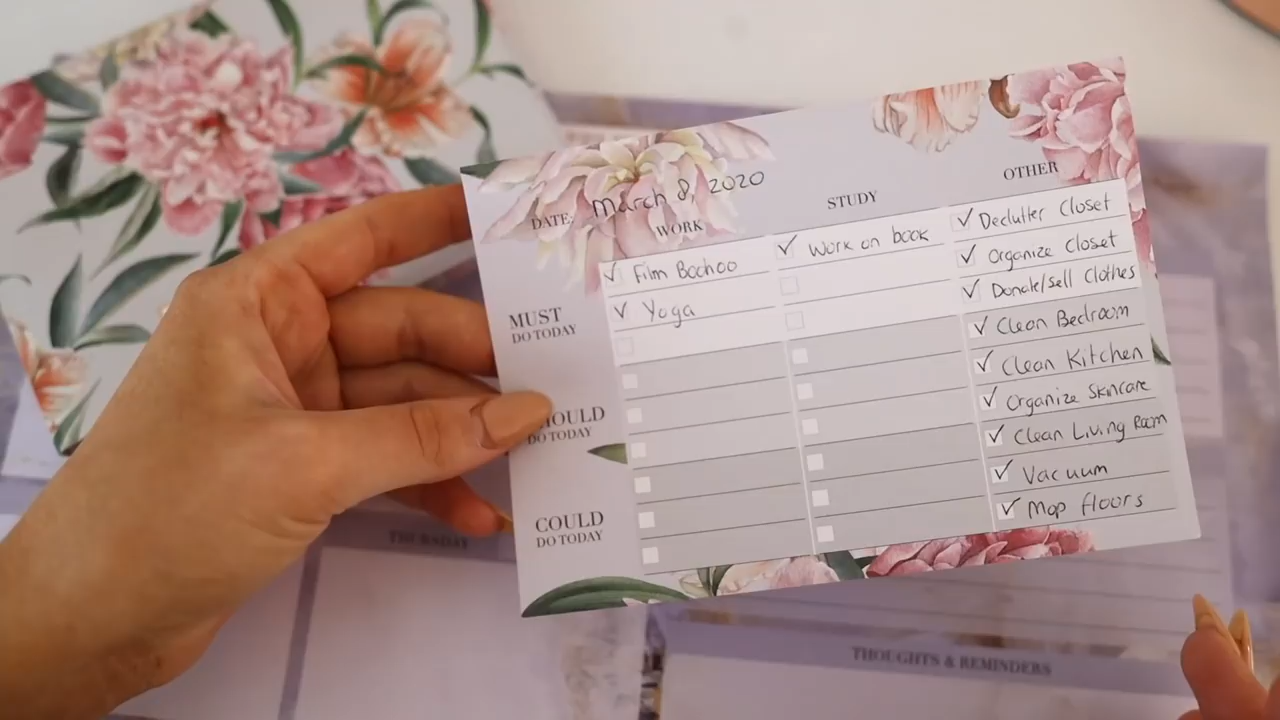 DATE: March 8, 2020
WORK
STUDY
OTHER
MUST
DO TODAY
Film Boohoo
Yoga
Work on book
Declutter Closet
Organize Closet
Donate/sell Clothes
DO TODAY
Clean Bedroom
Clean Kitchen
Organize Skincare
COULD
DO TODAY
Clean Living Room
Vacuum
Mop floors
THURSDAY
THOUGHTS & REMINDERS